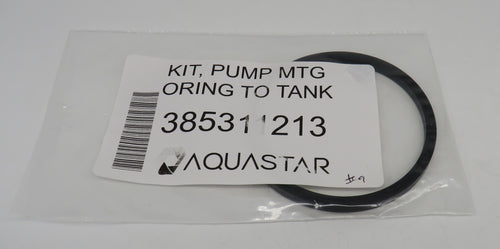 KIT, PUMP MTG
ORING TO TANK
385311213
AQUASTAR